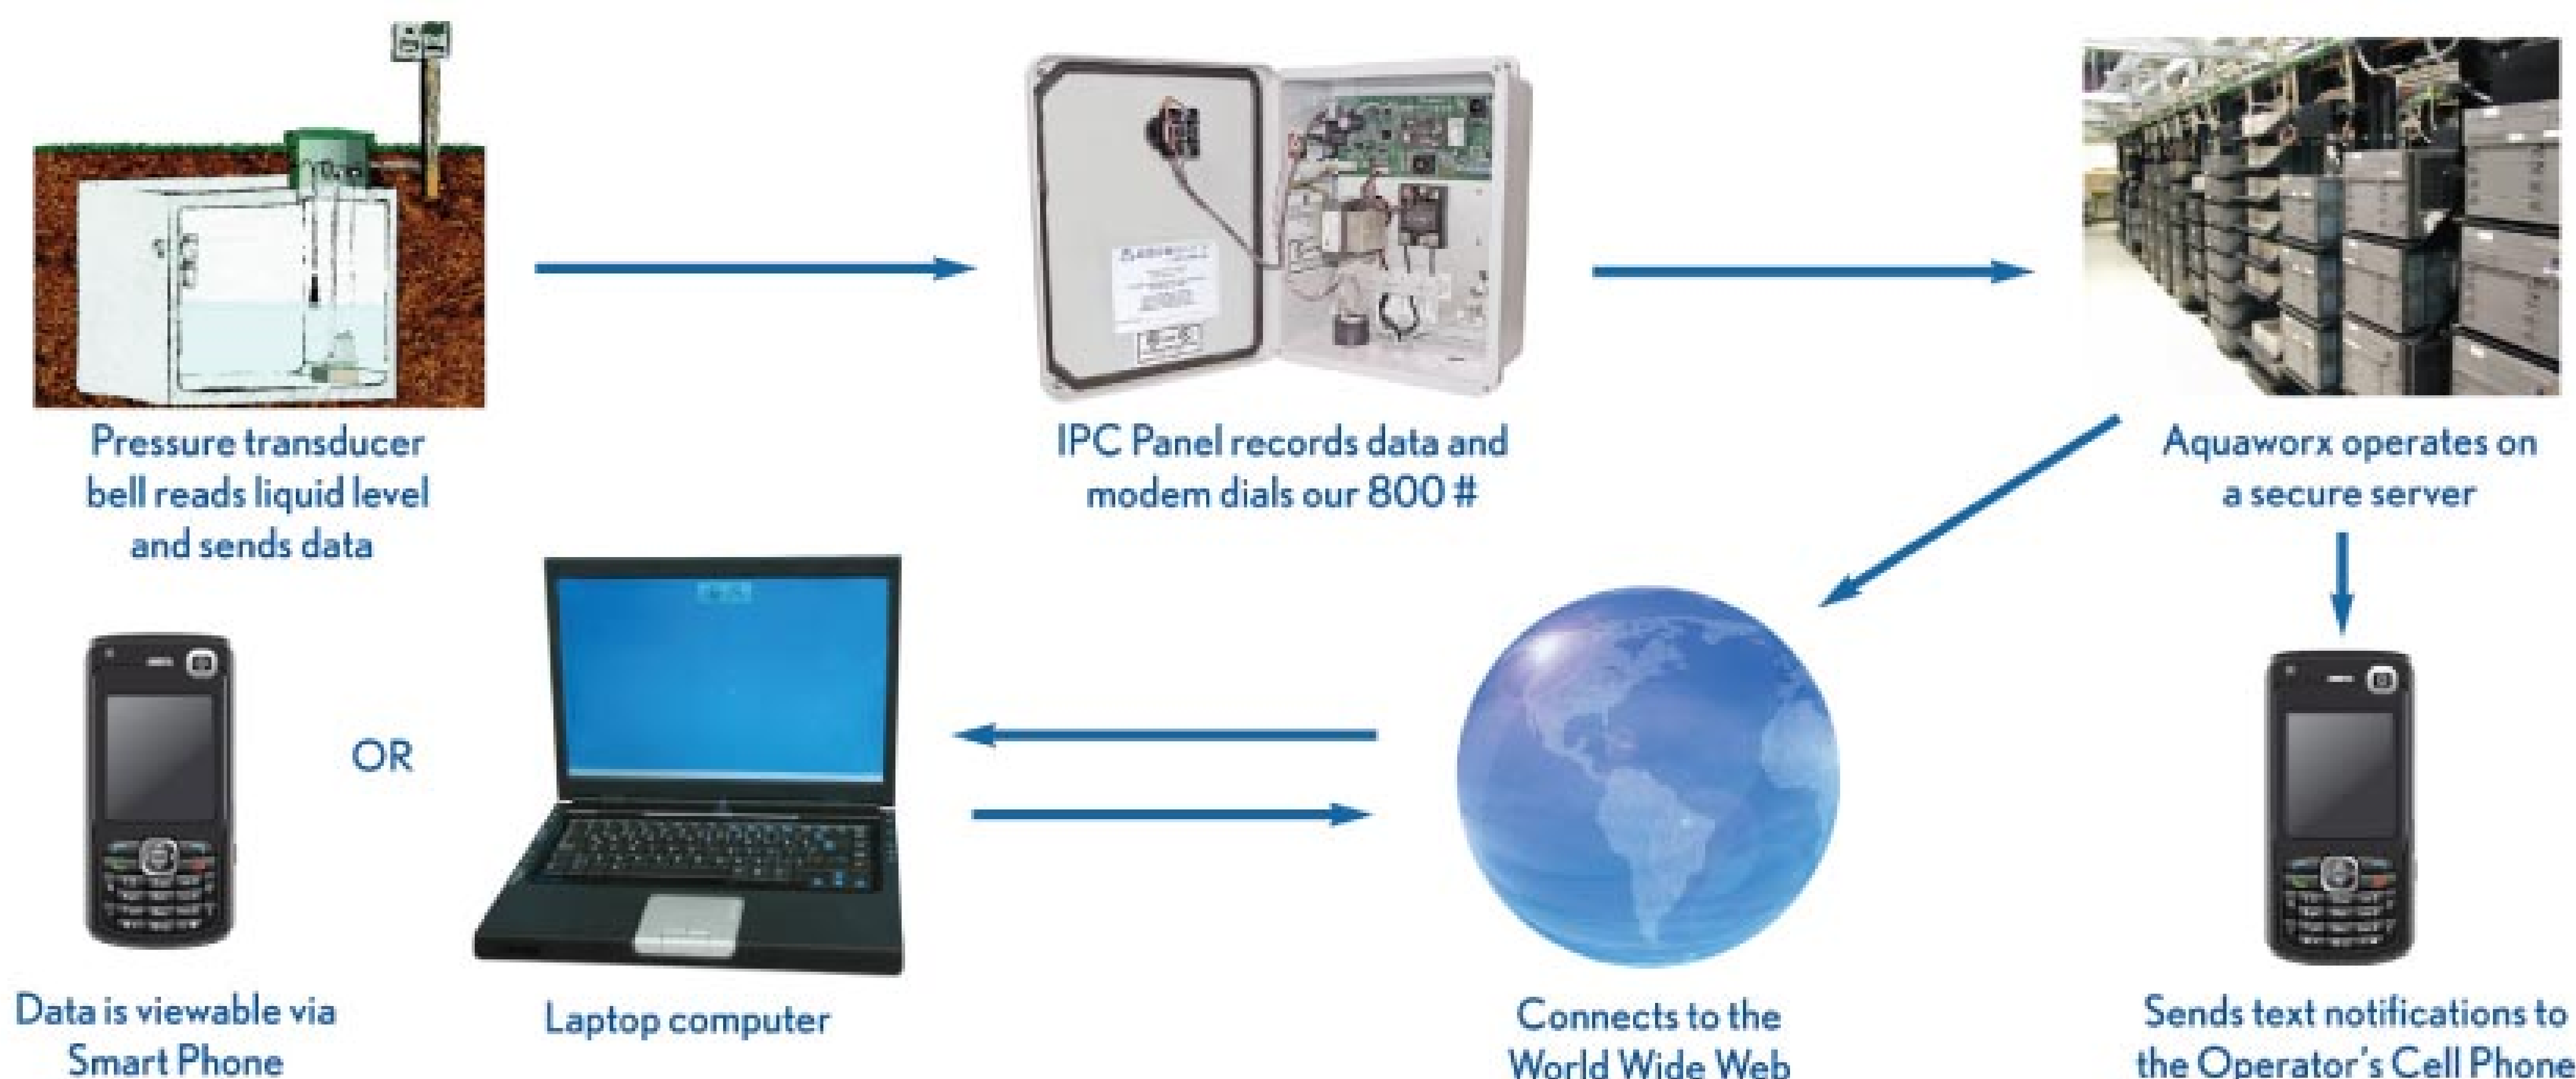 Pressure transducer
bell reads liquid level
and sends data
IPC Panel records data and
modem dials our 800 #
Aquaworx operates on
a secure server
OR
Data is viewable via
Smart Phone
Laptop computer
Connects to the
World Wide Web
Sends text notifications to
the Operator's Cell Phone